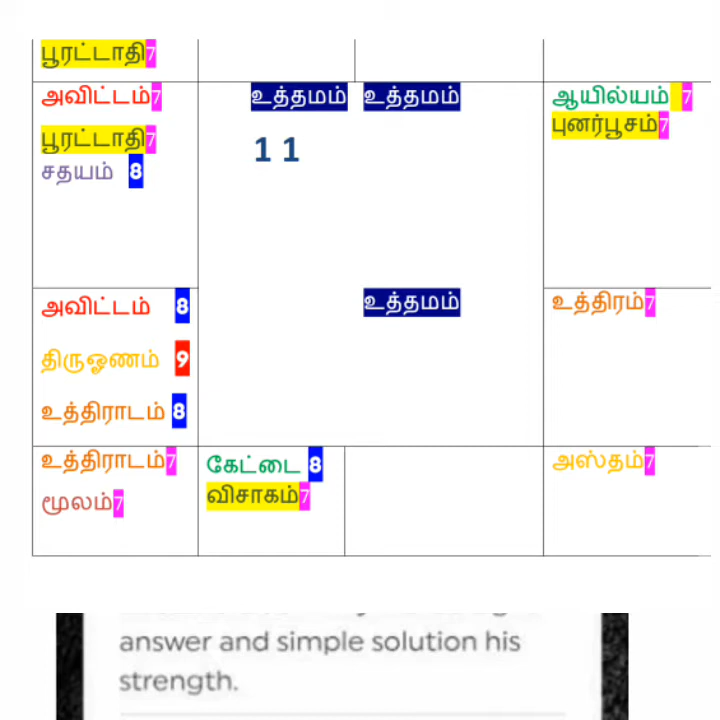 பூரட்டாதி7
அவிட்டம்7
பூரட்டாதி7
சதயம் 8
உத்தமம் உத்தமம்
1 1
ஆயில்யம் 7
புனர்பூசம்7
அவிட்டம் 8
திருஓணம் 9
உத்திராடம் 8
உத்தமம்
உத்திரம்7
உத்திராடம்7
மூலம்7
கேட்டை 8
விசாகம்7
அஸ்தம்7
answer and simple solution his
strength.